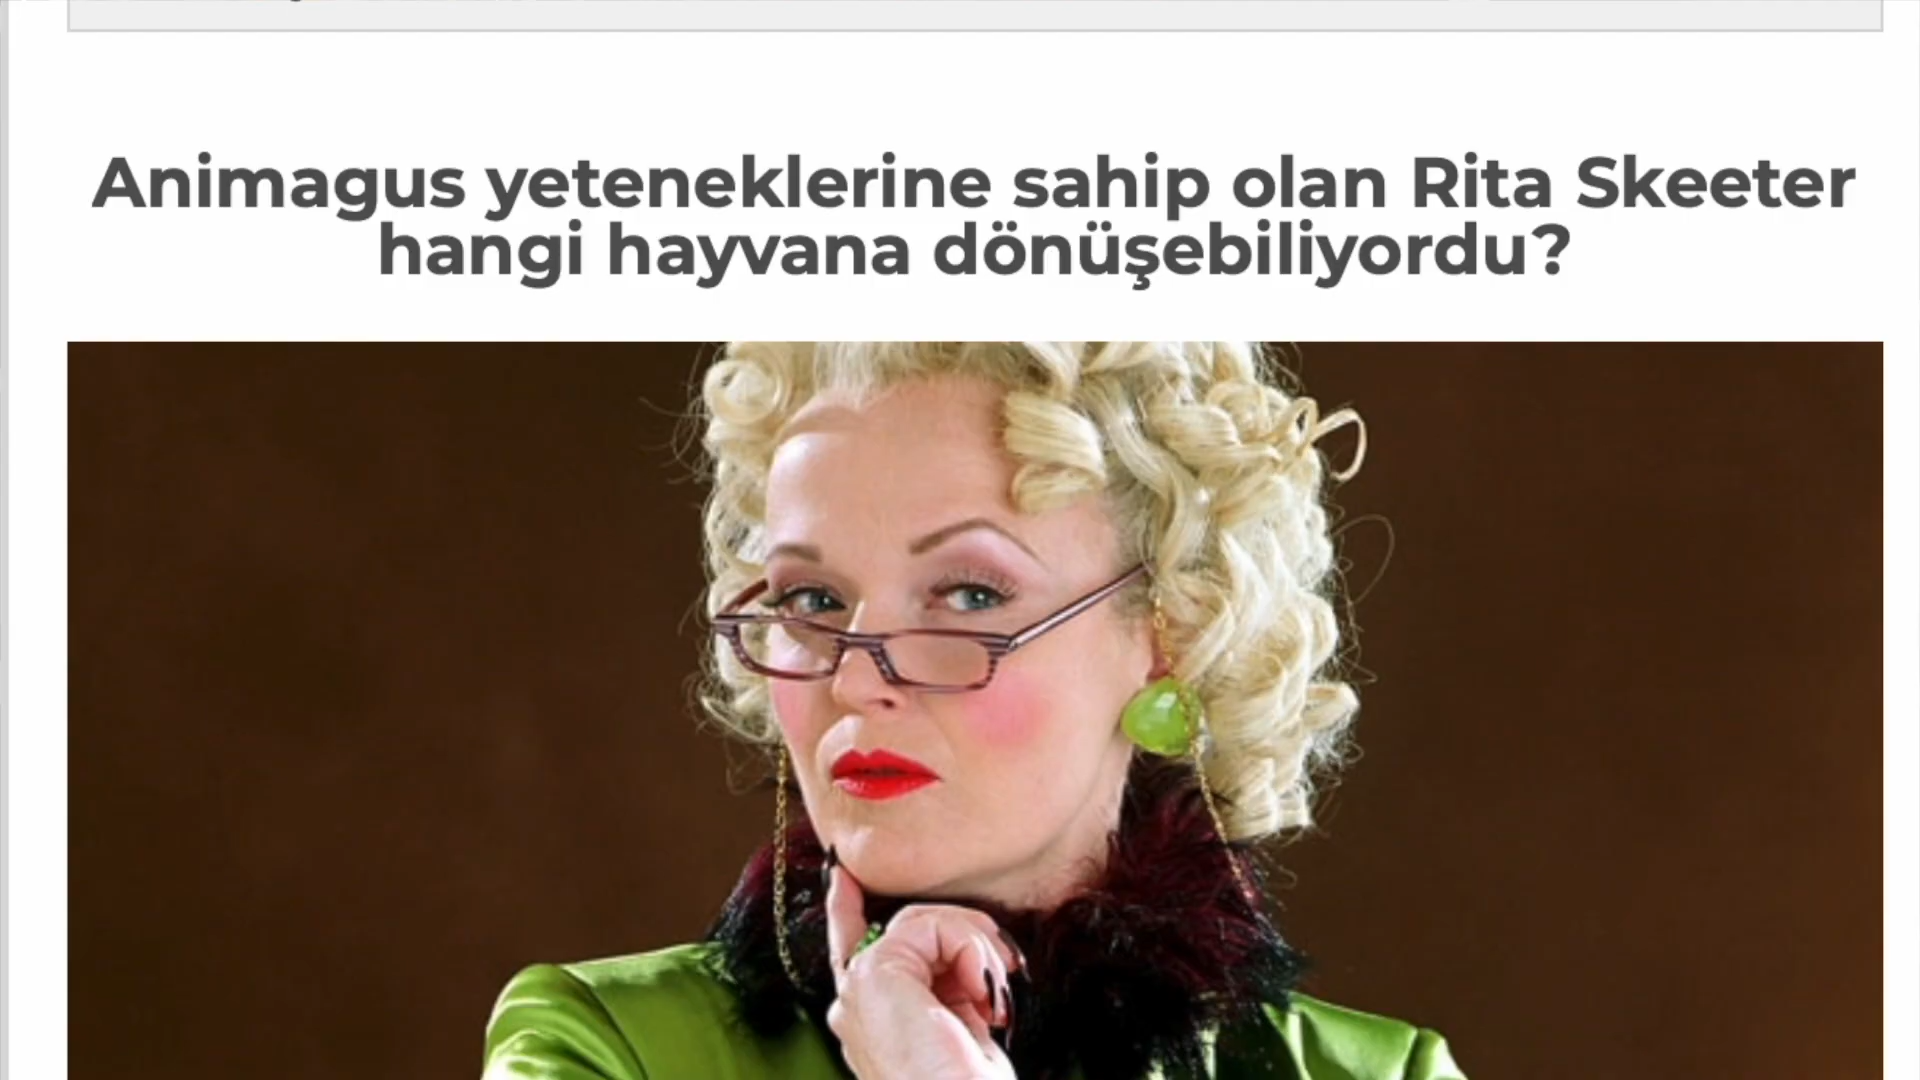 Animagus yeteneklerine sahip olan Rita Skeeter
hangi hayvana dönüşebiliyordu?